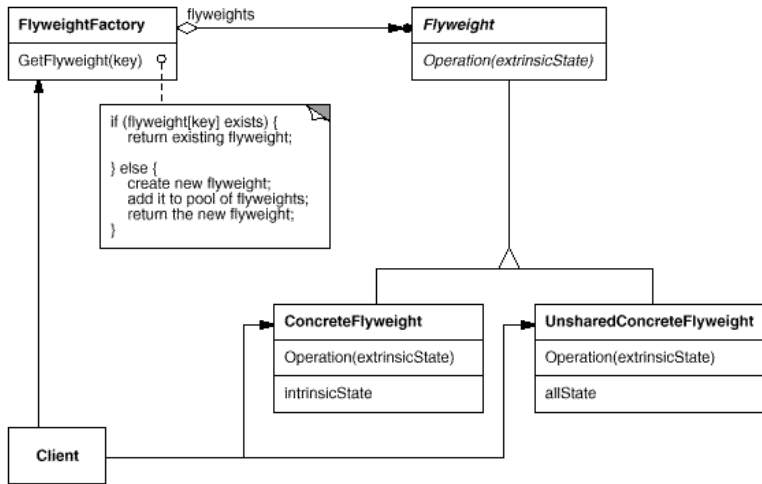 FlyweightFactory
flyweights
Flyweight
GetFlyweight(key)
Operation(extrinsicState)
if (flyweight[key] exists) {
return existing flyweight;
} else {
create new flyweight;
add it to pool of flyweights;
return the new flyweight;
}
ConcreteFlyweight
Operation(extrinsicState)
intrinsicState
UnsharedConcreteFlyweight
Operation(extrinsicState)
allState
Client